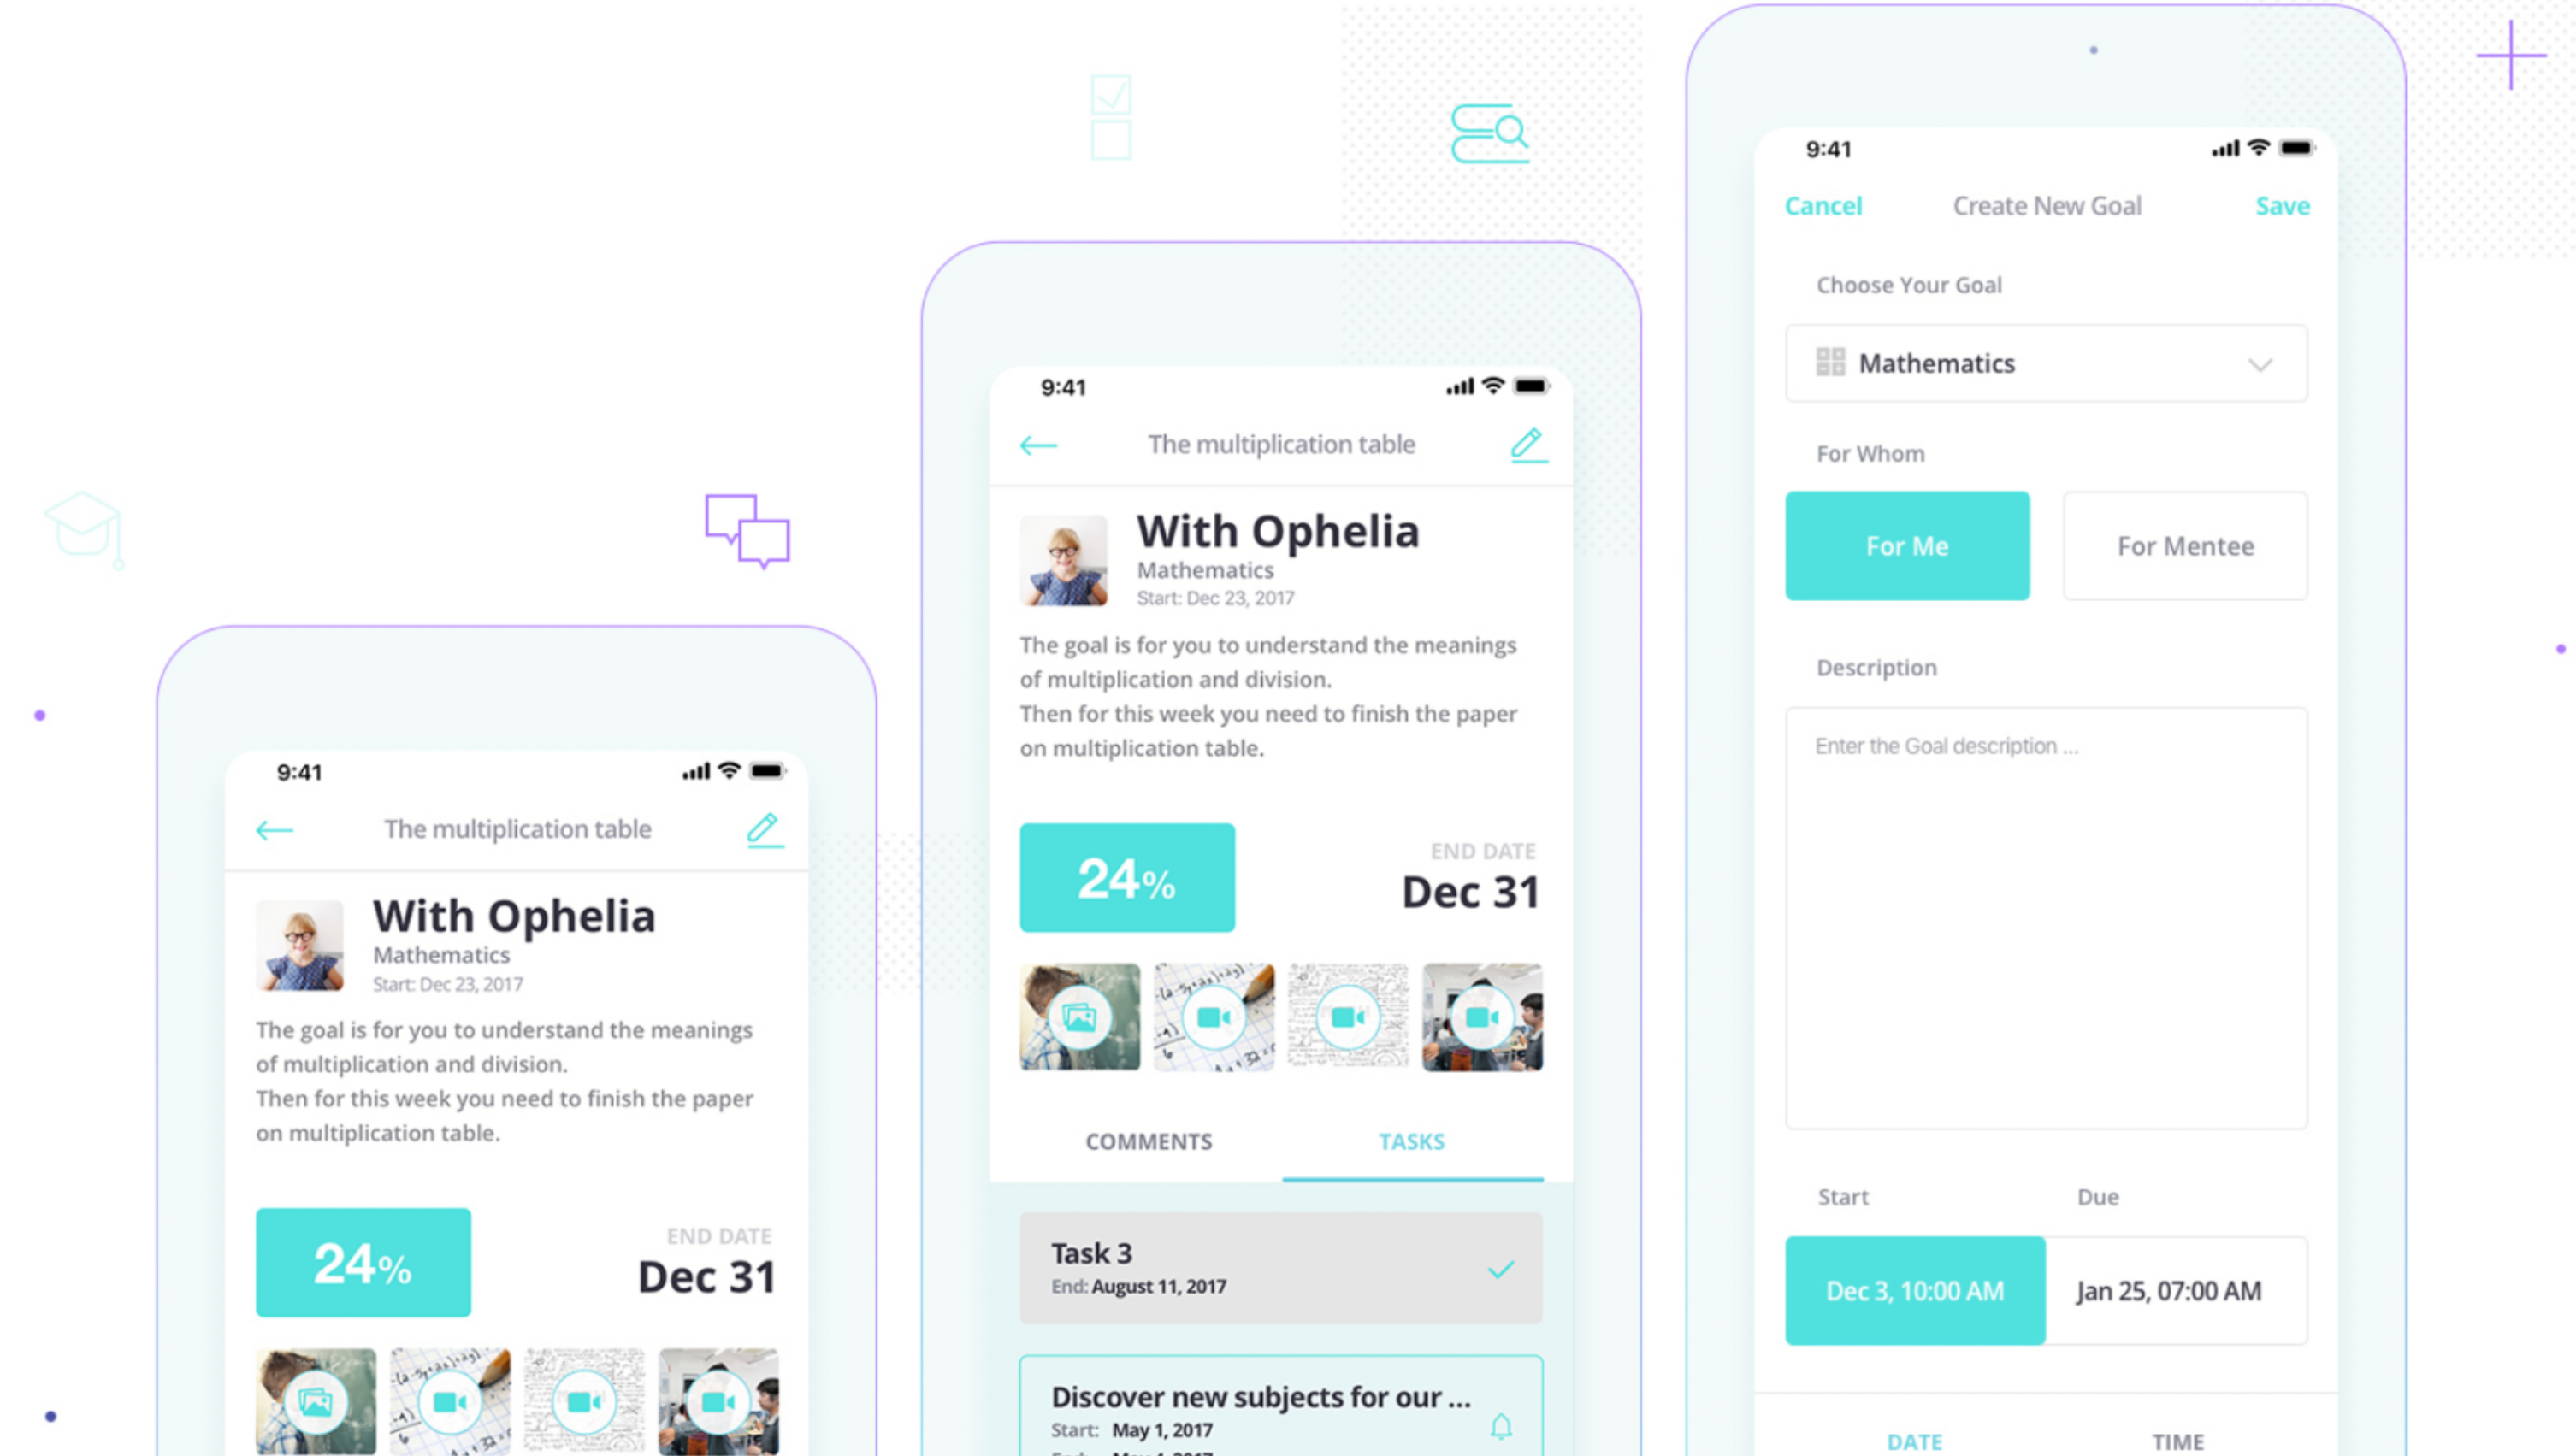 9:41
The multiplication table
With Ophelia
Mathematics
Start: Dec 23, 2017
The goal is for you to understand the meanings
of multiplication and division.
Then for this week you need to finish the paper
on multiplication table.
24%
END DATE
Dec 31
9:41
The multiplication table
With Ophelia
Mathematics
Start: Dec 23, 2017
The goal is for you to understand the meanings
of multiplication and division.
Then for this week you need to finish the paper
on multiplication table.
24%
END DATE
Dec 31
COMMENTS TASKS
Task 3
End: August 11, 2017
Discover new subjects for our ...
Start: May 1, 2017
9:41
Cancel Create New Goal Save
Choose Your Goal
Mathematics
For Whom
For Me For Mentee
Description
Enter the Goal description ...
Start Due
Dec 3, 10:00 AM Jan 25, 07:00 AM
DATE TIME